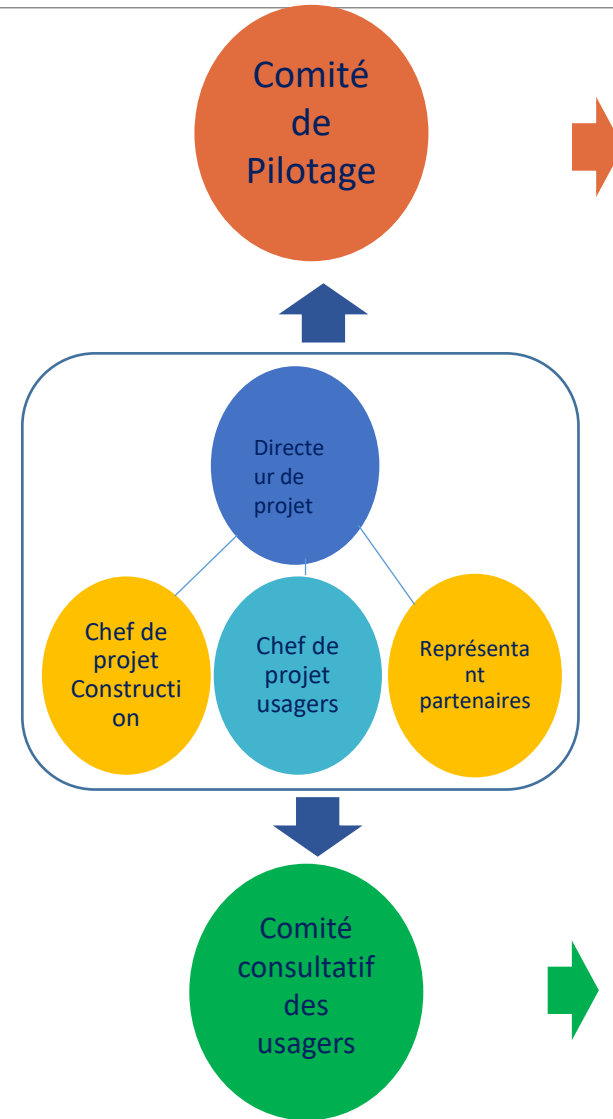 Comité
de
Pilotage
Directe
ur de
projet
Chef de
projet
Constructi
on
Chef de
projet
usagers
Représenta
nt
partenaires
Comité
consultatif
des
usagers